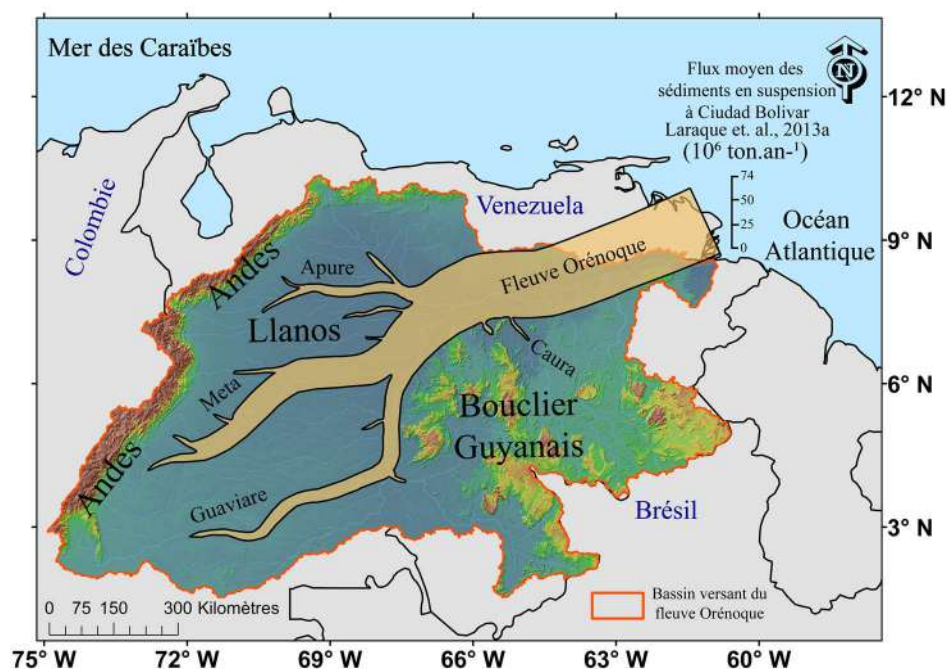 Mer des Caraïbes
Flux moyen des
sédiments en suspension
à Ciudad Bolivar
Laraque et. al., 2013a
(10⁶ ton.an-¹)
N
12° N
74
50
25
0
Colombie
Venezuela
Océan
Atlantique
9° N
Andes
Apure
Fleuve Orénoque
Llanos
Caura
Meta
6° N
Bouclier
Guyanais
Andes
Guaviare
Brésil
3° N
0 75 150 300 Kilomètres
Bassin versant du
fleuve Orénoque
75° W 72° W 69° W 66° W 63° W 60° W